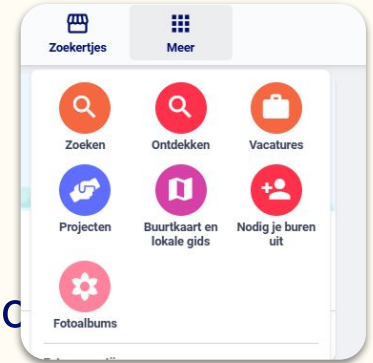 Zoekertjes Meer
Zoeken Ontdekken Vacatures
Projecten Buurtkaart en lokale gids Nodig je buren uit
Fotoalbums